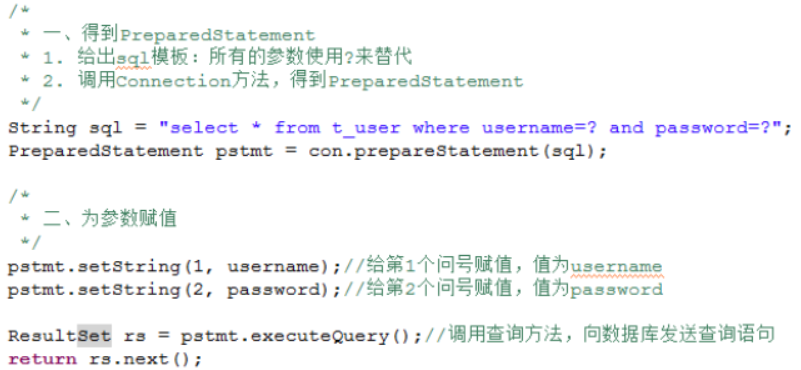 /*
 * 一、得到PreparedStatement
 * 1. 给出sql模板：所有的参数使用?来替代
 * 2. 调用Connection方法，得到PreparedStatement
 */
String sql = "select * from t_user where username=? and password=?";
PreparedStatement pstmt = con.prepareStatement(sql);

/*
 * 二、为参数赋值
 */
pstmt.setString(1, username);//给第1个问号赋值，值为username
pstmt.setString(2, password);//给第2个问号赋值，值为password

ResultSet rs = pstmt.executeQuery();//调用查询方法，向数据库发送查询语句
return rs.next();